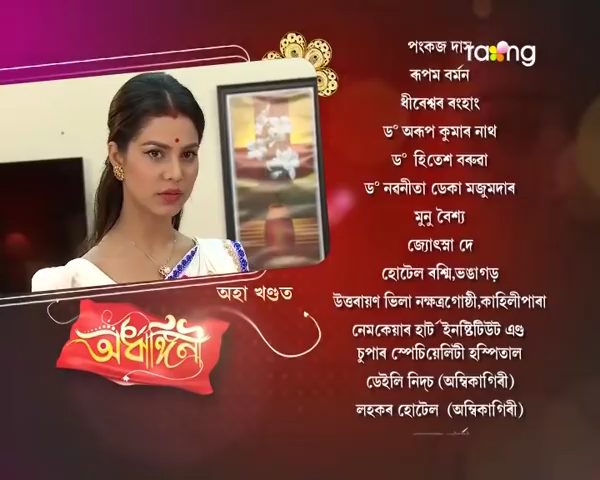 পংকজ দাস
rang
ৰূপম বৰ্মন
ধীৰেশ্বৰ ৰংহাং
ড° অৰূপ কুমাৰ নাথ
ড° হিতেশ বৰুৱা
ড° নৱনীতা ডেকা মজুমদাৰ
মুনু বৈশ্য
জ্যোৎস্না দে
হোটেল ৰশ্মি,ভঙাগড়
উত্তৰায়ণ ভিলা নক্ষত্ৰগোষ্ঠী,কাহিলীপাৰা
নেমকেয়াৰ হাৰ্ট ইনষ্টিটিউট এণ্ড
চুপাৰ স্পেচিয়েলিটী হস্পিতাল
ডেইলি নিদ্‌চ (অম্বিকাগিৰী)
লহকৰ হোটেল (অম্বিকাগিৰী)
অহা খণ্ডত
অৰ্ধাঙ্গিনী